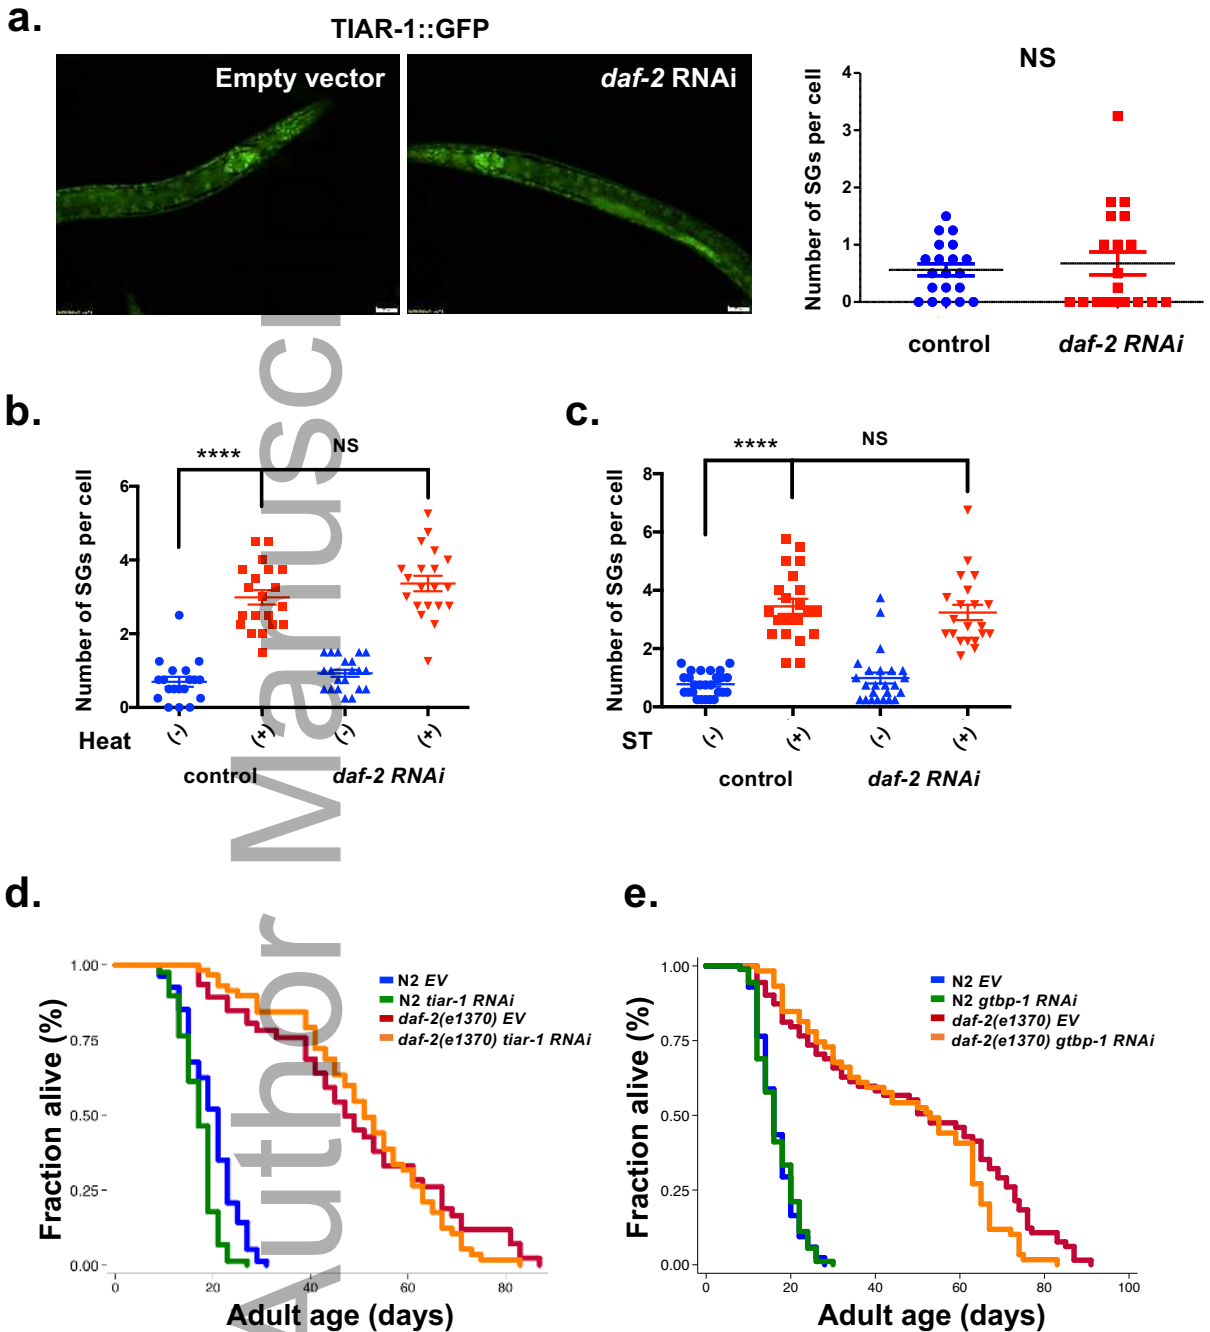 a.
TIAR-1::GFP
Empty vector
daf-2 RNAi
NS
Number of SGs per cell
4
3
2
1
0
control
daf-2 RNAi
b.
NS
****
Number of SGs per cell
6
4
2
0
Heat
(-)
(+)
(-)
(+)
control
daf-2 RNAi
c.
NS
****
Number of SGs per cell
8
6
4
2
0
ST
(-)
(+)
(-)
(+)
control
daf-2 RNAi
d.
Fraction alive (%)
1.00
0.75
0.50
0.25
0.00
N2 EV
N2 tiar-1 RNAi
daf-2(e1370) EV
daf-2(e1370) tiar-1 RNAi
0
20
40
60
80
Adult age (days)
e.
Fraction alive (%)
1.00
0.75
0.50
0.25
0.00
N2 EV
N2 gtbp-1 RNAi
daf-2(e1370) EV
daf-2(e1370) gtbp-1 RNAi
0
20
40
60
80
100
Adult age (days)
Author Manuscri